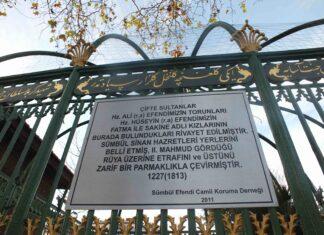 ÇİFTE SULTANLAR
Hz. ALİ (r.a) EFENDİMİZİN TORUNLARI
Hz. HÜSEYİN (r.a) EFENDİMİZİN
FATMA İLE SAKİNE ADLI KIZLARININ
BURADA BULUNDUKLARI RİVAYET EDİLMİŞTİR.
SÜMBÜL SİNAN HAZRETLERİ YERLERİNİ
BELLİ ETMİŞ, II. MAHMUD GÖRDÜĞÜ
RÜYA ÜZERİNE ETRAFINI ve ÜSTÜNÜ
ZARİF BİR PARMAKLIKLA ÇEVİRMİŞTİR.
1227(1813)
Sümbül Efendi Camii Koruma Derneği
2011